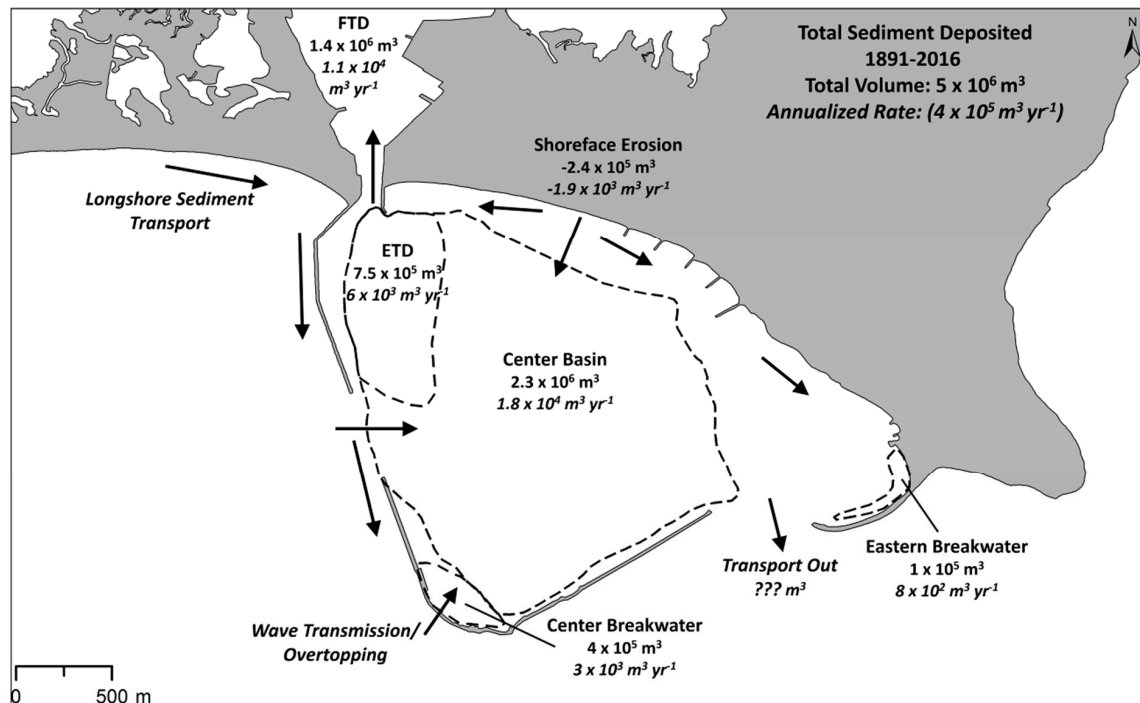 FTD
1.4 x 10⁶ m³
1.1 x 10⁴
m³ yr⁻¹
Total Sediment Deposited
1891-2016
Total Volume: 5 x 10⁶ m³
Annualized Rate: (4 x 10⁵ m³ yr⁻¹)
N
Shoreface Erosion
-2.4 x 10⁵ m³
-1.9 x 10³ m³ yr⁻¹
Longshore Sediment
Transport
ETD
7.5 x 10⁵ m³
6 x 10³ m³ yr⁻¹
Center Basin
2.3 x 10⁶ m³
1.8 x 10⁴ m³ yr⁻¹
Transport Out
??? m³
Eastern Breakwater
1 x 10⁵ m³
8 x 10² m³ yr⁻¹
Wave Transmission/
Overtopping
Center Breakwater
4 x 10⁵ m³
3 x 10³ m³ yr⁻¹
0 500 m